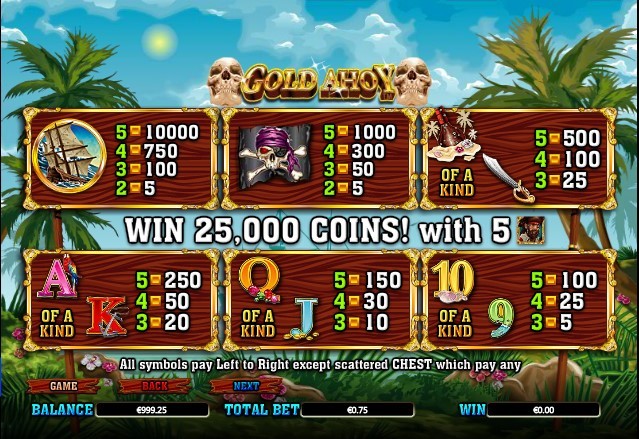 GOLD AHOY
5=10000
4=750
3=100
2=5
5=1000
4=300
3=50
2=5
OF A
KIND
5=500
4=100
3=25
WIN 25,000 COINS! with 5
A
K
OF A
KIND
5=250
4=50
3=20
Q
J
OF A
KIND
5=150
4=30
3=10
10
9
OF A
KIND
5=100
4=25
3=5
All symbols pay Left to Right except scattered CHEST which pay any
GAME BACK NEXT
BALANCE €999.25 TOTAL BET €0.75 WIN €0.00